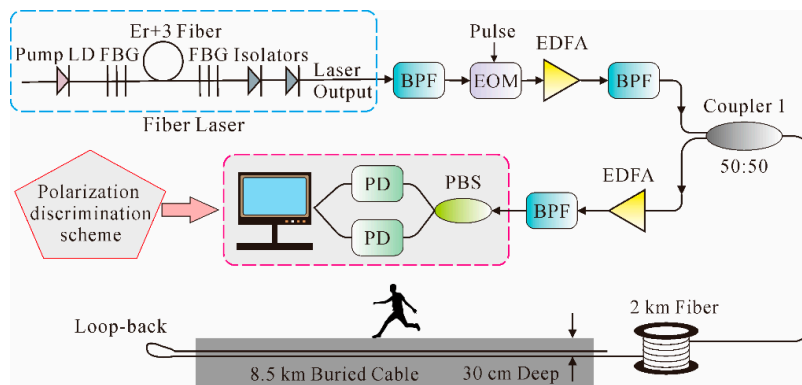 Er+3 Fiber
Pump LD FBG FBG Isolators
Laser
Output
Fiber Laser
BPF
Pulse
EOM
EDFA
BPF
Coupler 1
50:50
Polarization
discrimination
scheme
PD
PD
PBS
BPF
EDFA
Loop-back
8.5 km Buried Cable
30 cm Deep
2 km Fiber